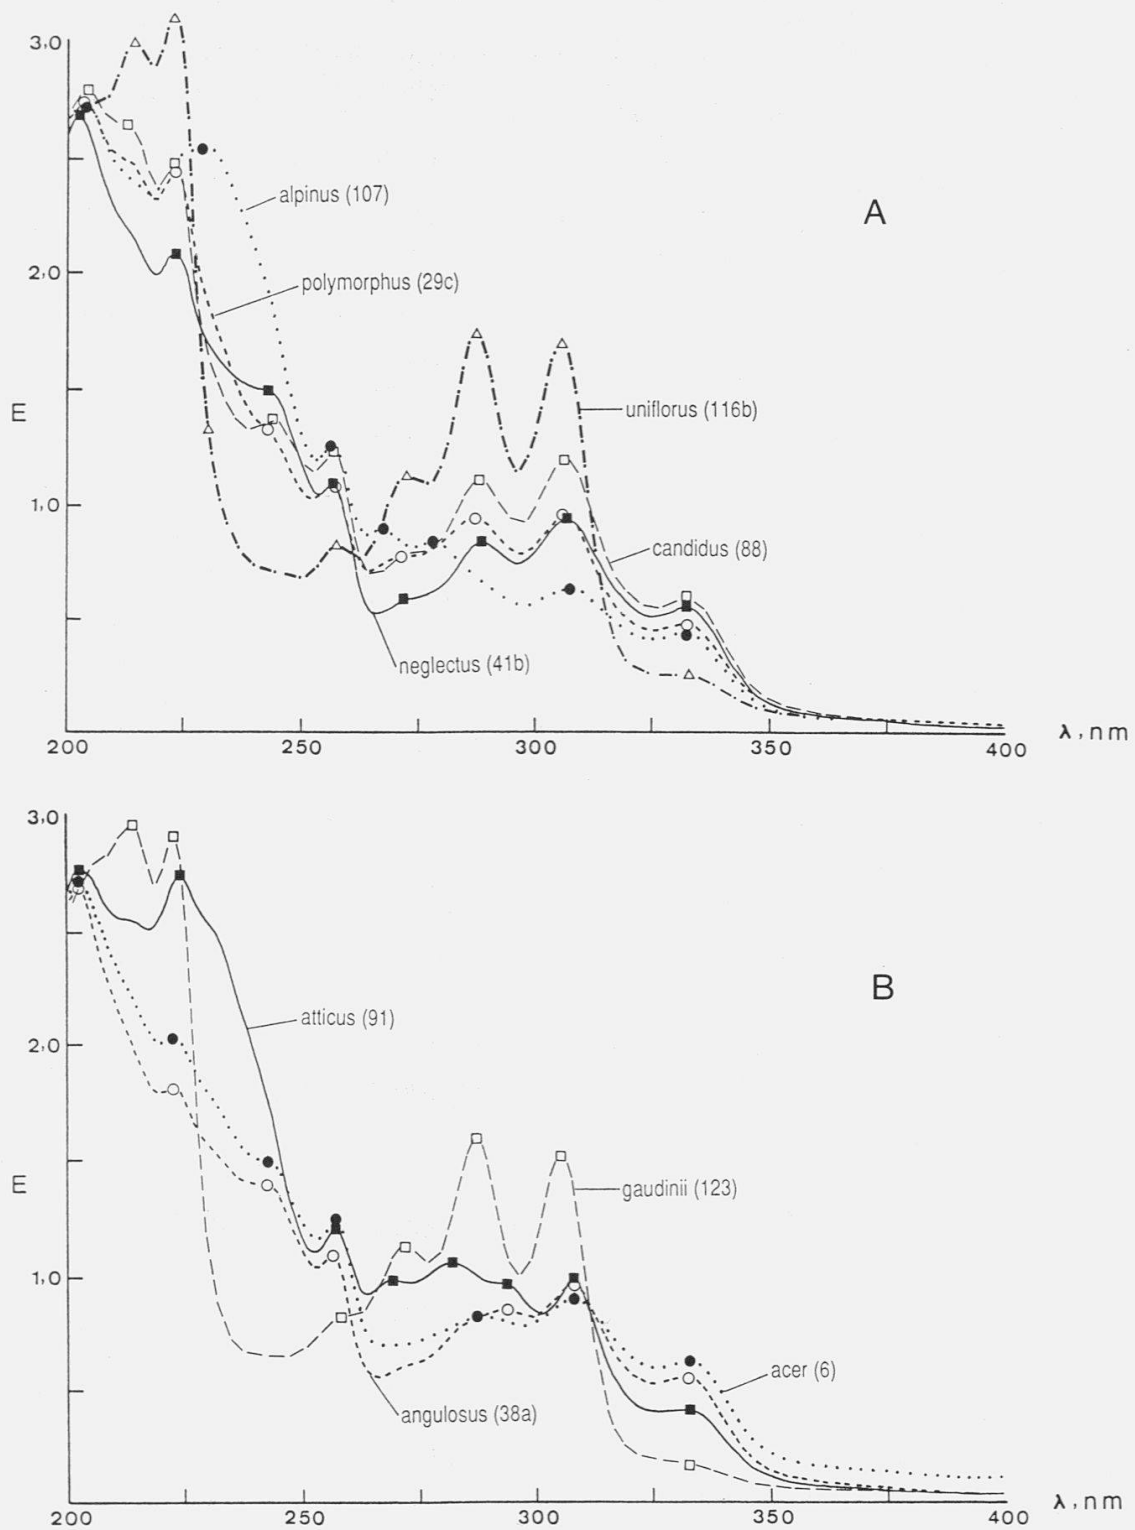 3,0
A
alpinus (107)
2,0
polymorphus (29c)
E
uniflorus (116b)
1,0
candidus (88)
neglectus (41b)
200 250 300 350 400
λ, nm
3,0
B
atticus (91)
2,0
E
gaudinii (123)
1,0
acer (6)
angulosus (38a)
200 250 300 350 400
λ, nm